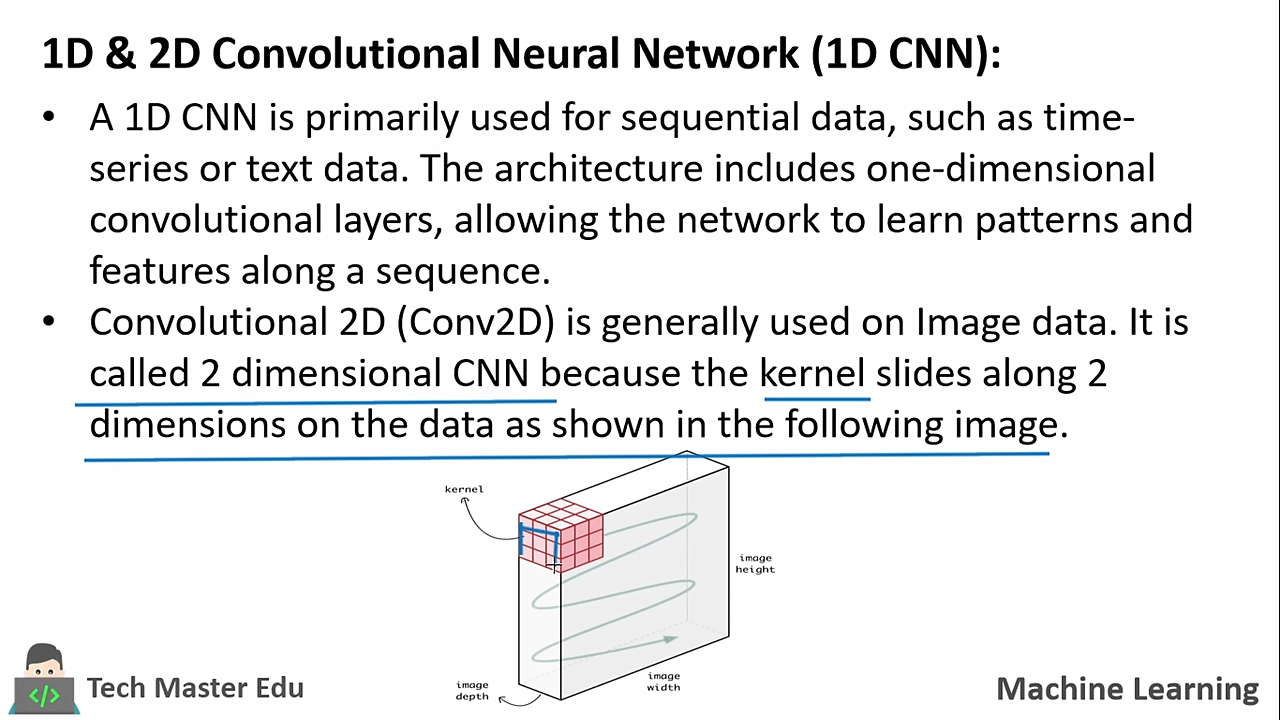 1D & 2D Convolutional Neural Network (1D CNN):
• A 1D CNN is primarily used for sequential data, such as time-
series or text data. The architecture includes one-dimensional
convolutional layers, allowing the network to learn patterns and
features along a sequence.
• Convolutional 2D (Conv2D) is generally used on Image data. It is
called 2 dimensional CNN because the kernel slides along 2
dimensions on the data as shown in the following image.
kernel
image
height
image
width
image
depth
</>
Tech Master Edu
Machine Learning